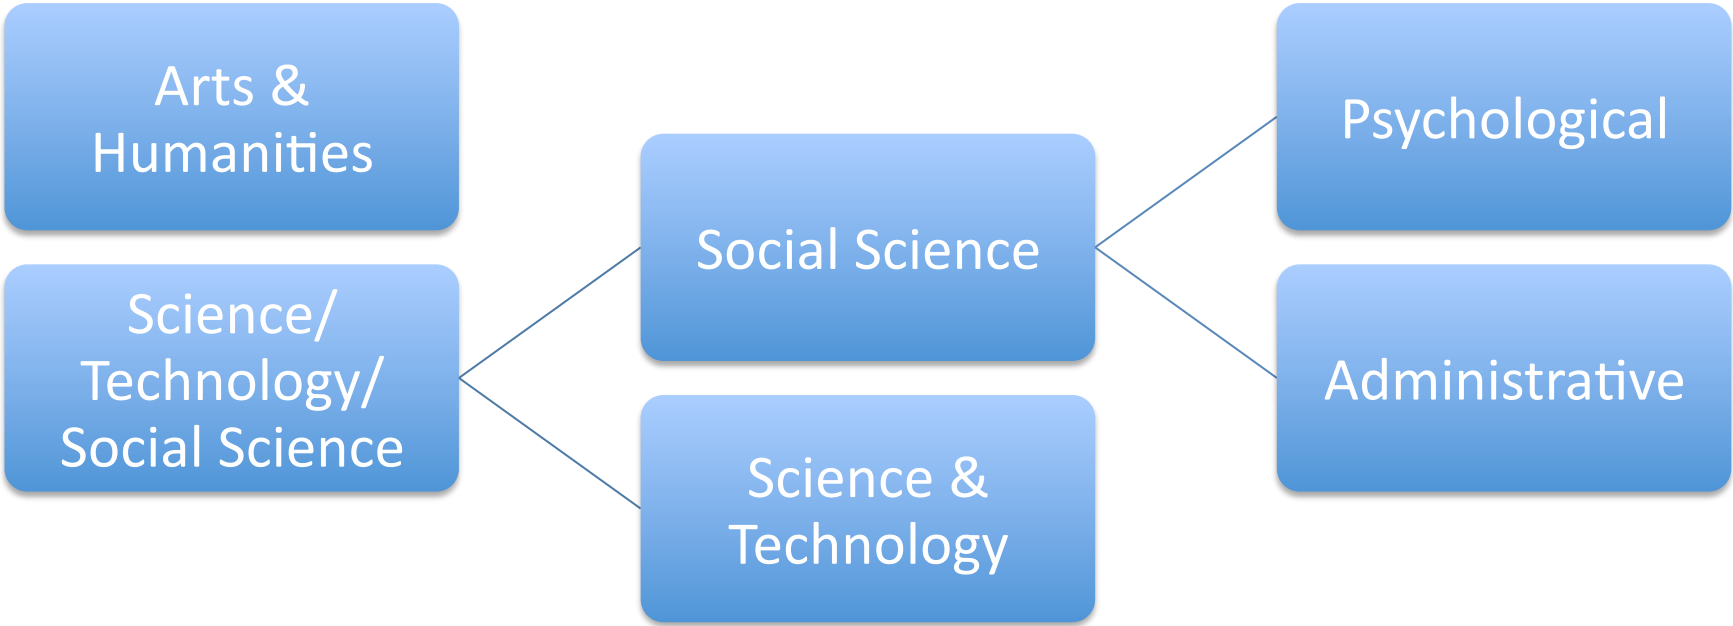 Arts &
Humanities
Science/
Technology/
Social Science
Social Science
Science &
Technology
Psychological
Administrative